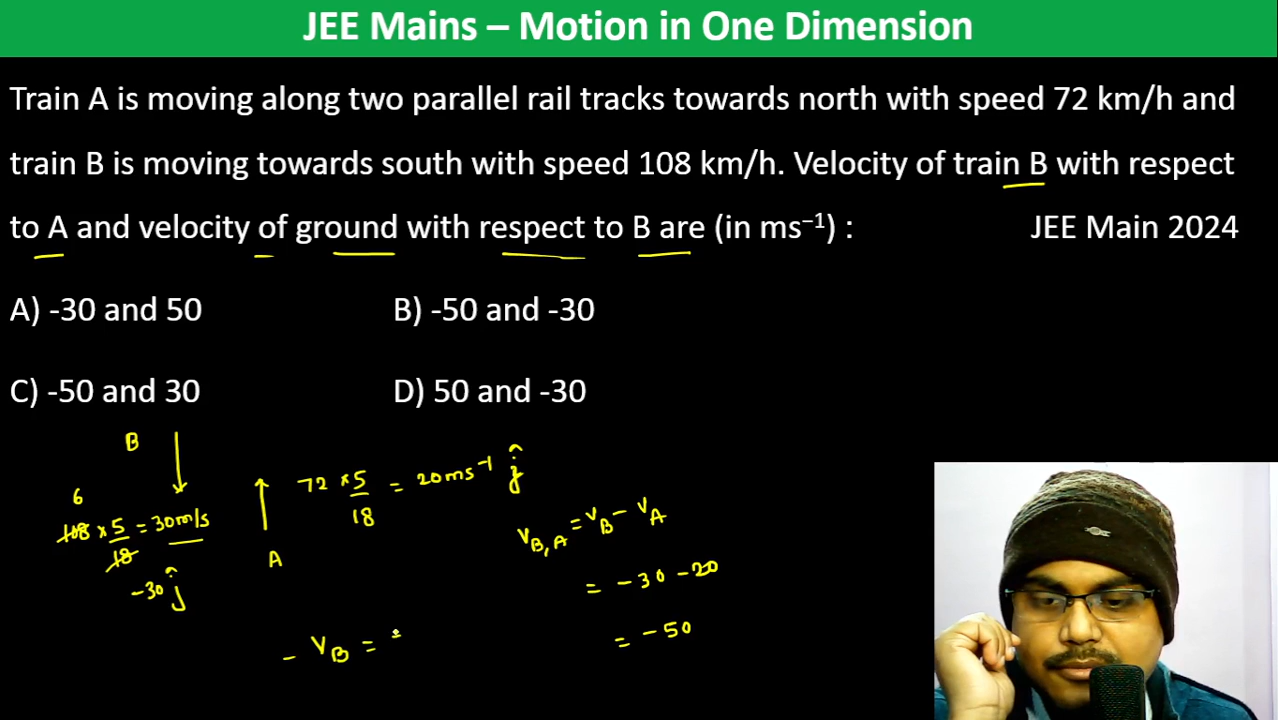 JEE Mains – Motion in One Dimension
Train A is moving along two parallel rail tracks towards north with speed 72 km/h and
train B is moving towards south with speed 108 km/h. Velocity of train B with respect
to A and velocity of ground with respect to B are (in ms⁻¹) : JEE Main 2024
A) -30 and 50 B) -50 and -30
C) -50 and 30 D) 50 and -30
B
6
108 × 5/18 = 30m/s
-30 ĵ
A
72 × 5/18 = 20ms⁻¹ ĵ
V_B,A = V_B - V_A
= -30 -20
= -50
- V_B =